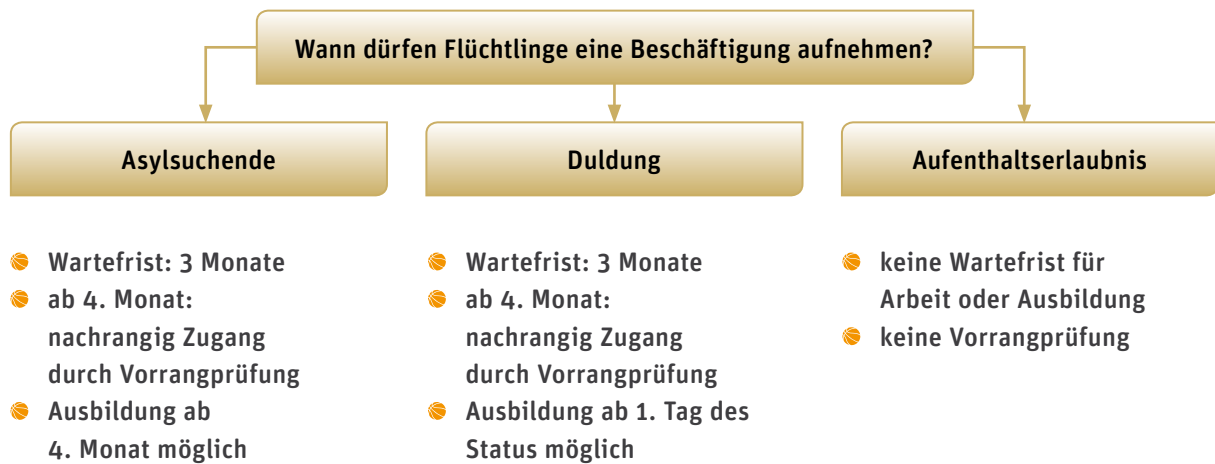 Wann dürfen Flüchtlinge eine Beschäftigung aufnehmen?
Asylsuchende
Wartefrist: 3 Monate
ab 4. Monat:
nachrangig Zugang
durch Vorrangprüfung
Ausbildung ab
4. Monat möglich
Duldung
Wartefrist: 3 Monate
ab 4. Monat:
nachrangig Zugang
durch Vorrangprüfung
Ausbildung ab 1. Tag des
Status möglich
Aufenthaltserlaubnis
keine Wartefrist für
Arbeit oder Ausbildung
keine Vorrangprüfung